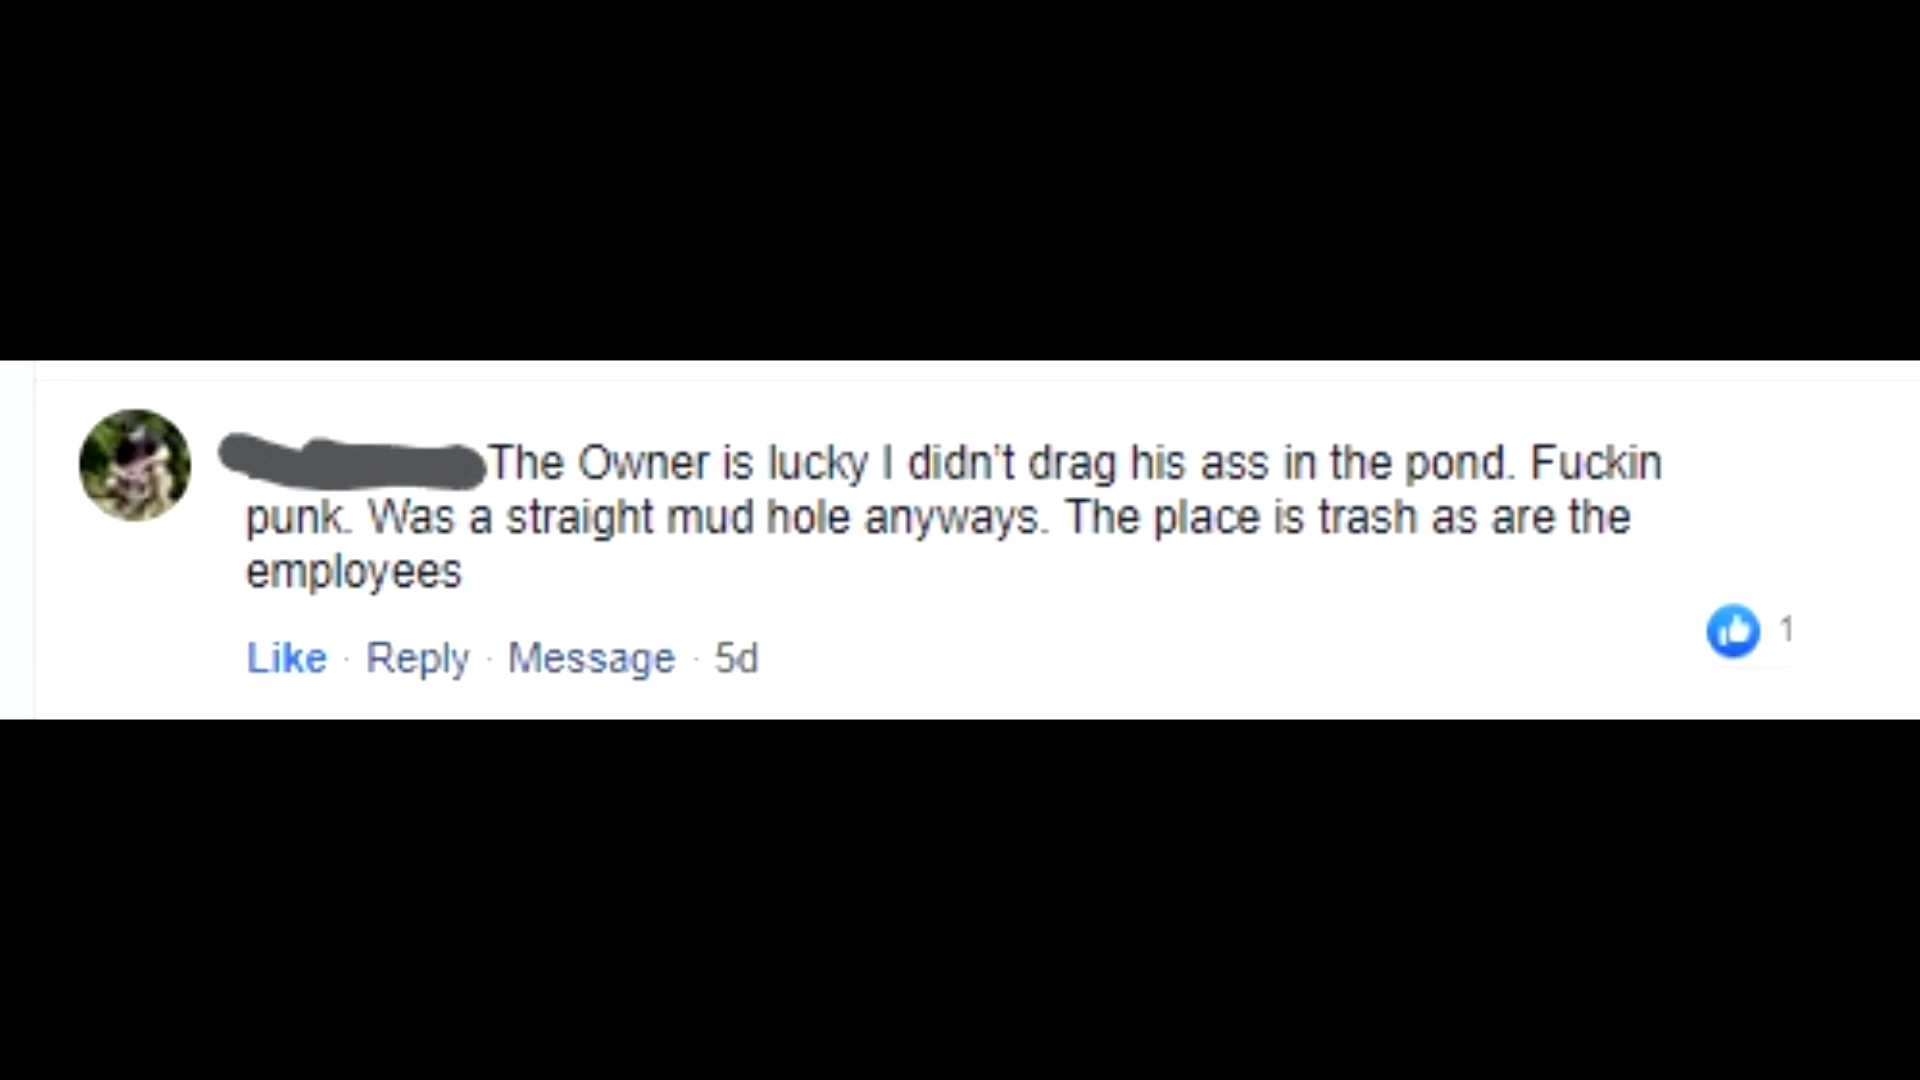 The Owner is lucky I didn't drag his ass in the pond. Fuckin
punk. Was a straight mud hole anyways. The place is trash as are the
employees
Like · Reply · Message · 5d
1